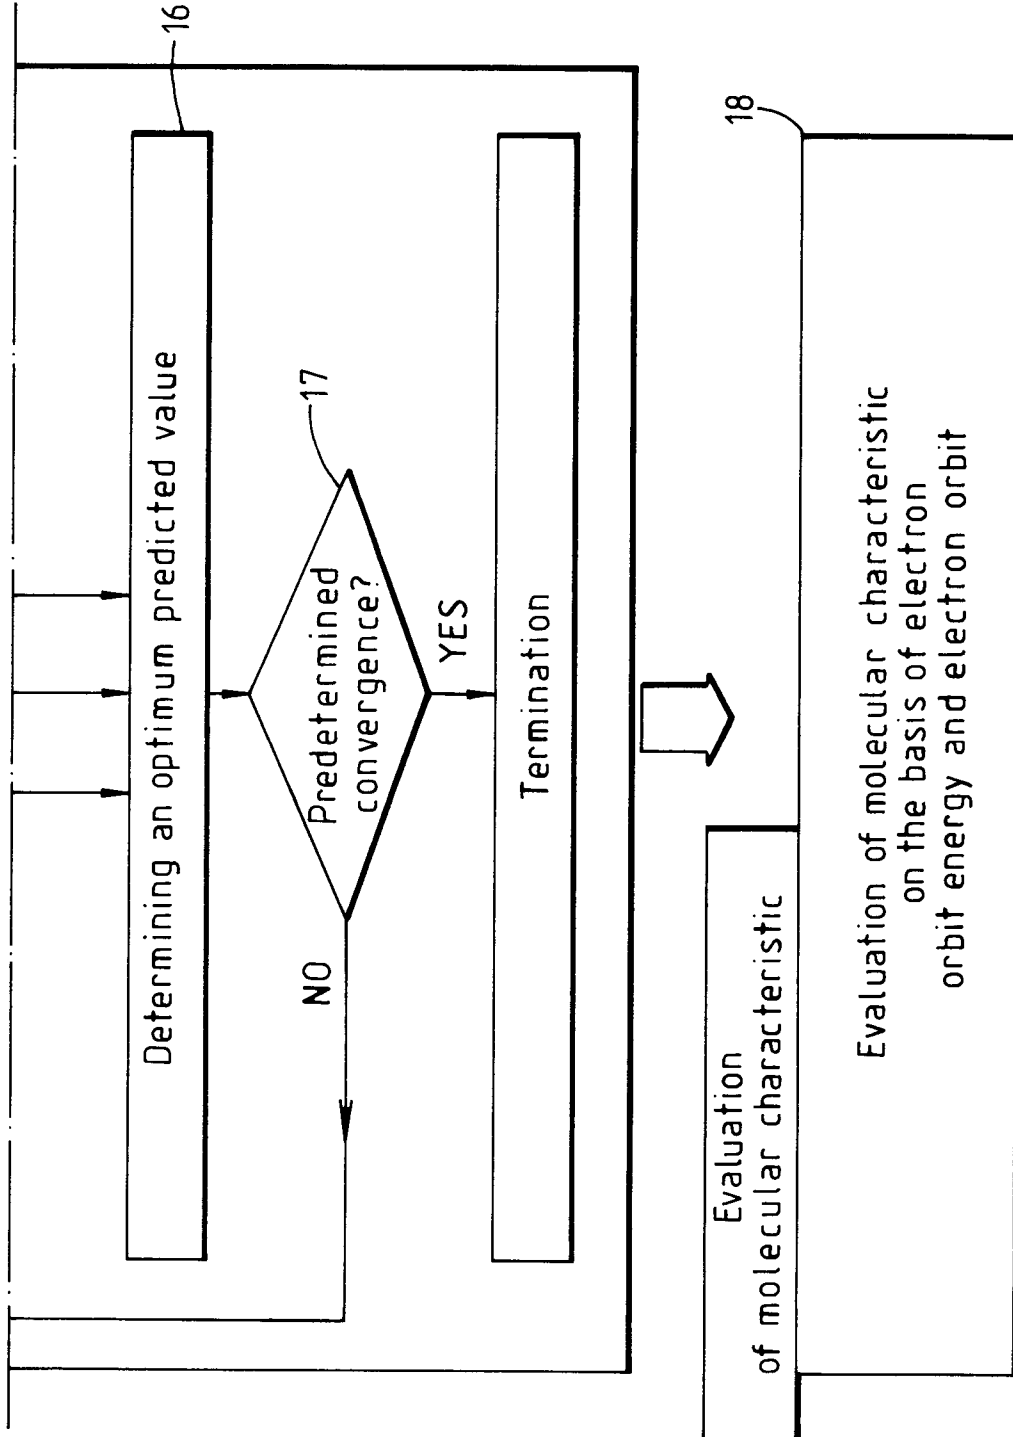 16
Determining an optimum predicted value
17
Predetermined
convergence?
NO
YES
Termination
18
Evaluation
of molecular characteristic
Evaluation of molecular characteristic
on the basis of electron
orbit energy and electron orbit